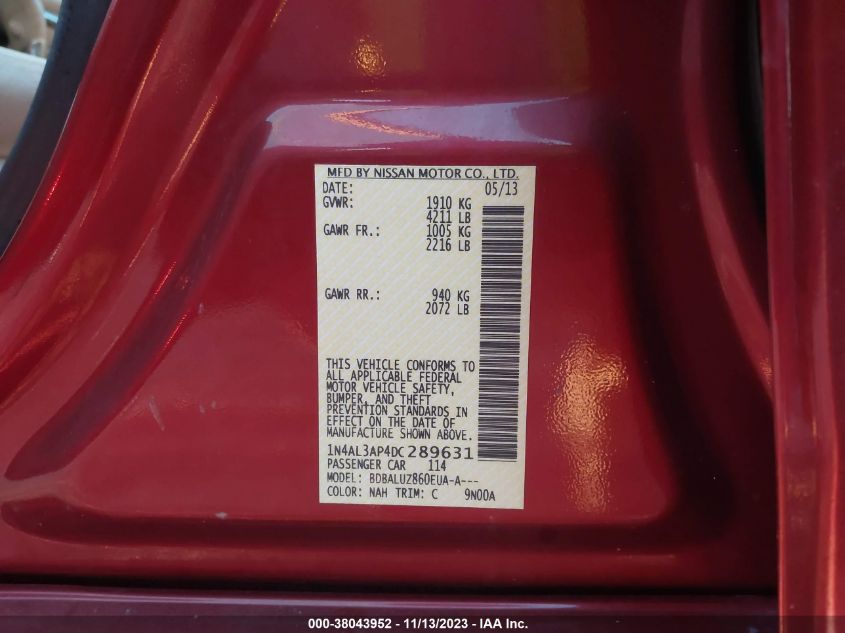 MFD BY NISSAN MOTOR CO., LTD.
DATE: 05/13
GVWR: 1910 KG
4211 LB
GAWR FR.: 1005 KG
2216 LB
GAWR RR.: 940 KG
2072 LB
THIS VEHICLE CONFORMS TO
ALL APPLICABLE FEDERAL
MOTOR VEHICLE SAFETY,
BUMPER, AND THEFT
PREVENTION STANDARDS IN
EFFECT ON THE DATE OF
MANUFACTURE SHOWN ABOVE.
1N4AL3AP4DC289631
PASSENGER CAR 114
MODEL: BDBALUZ860EUA-A---
COLOR: NAH TRIM: C 9N00A
000-38043952 - 11/13/2023 - © IAA Inc.